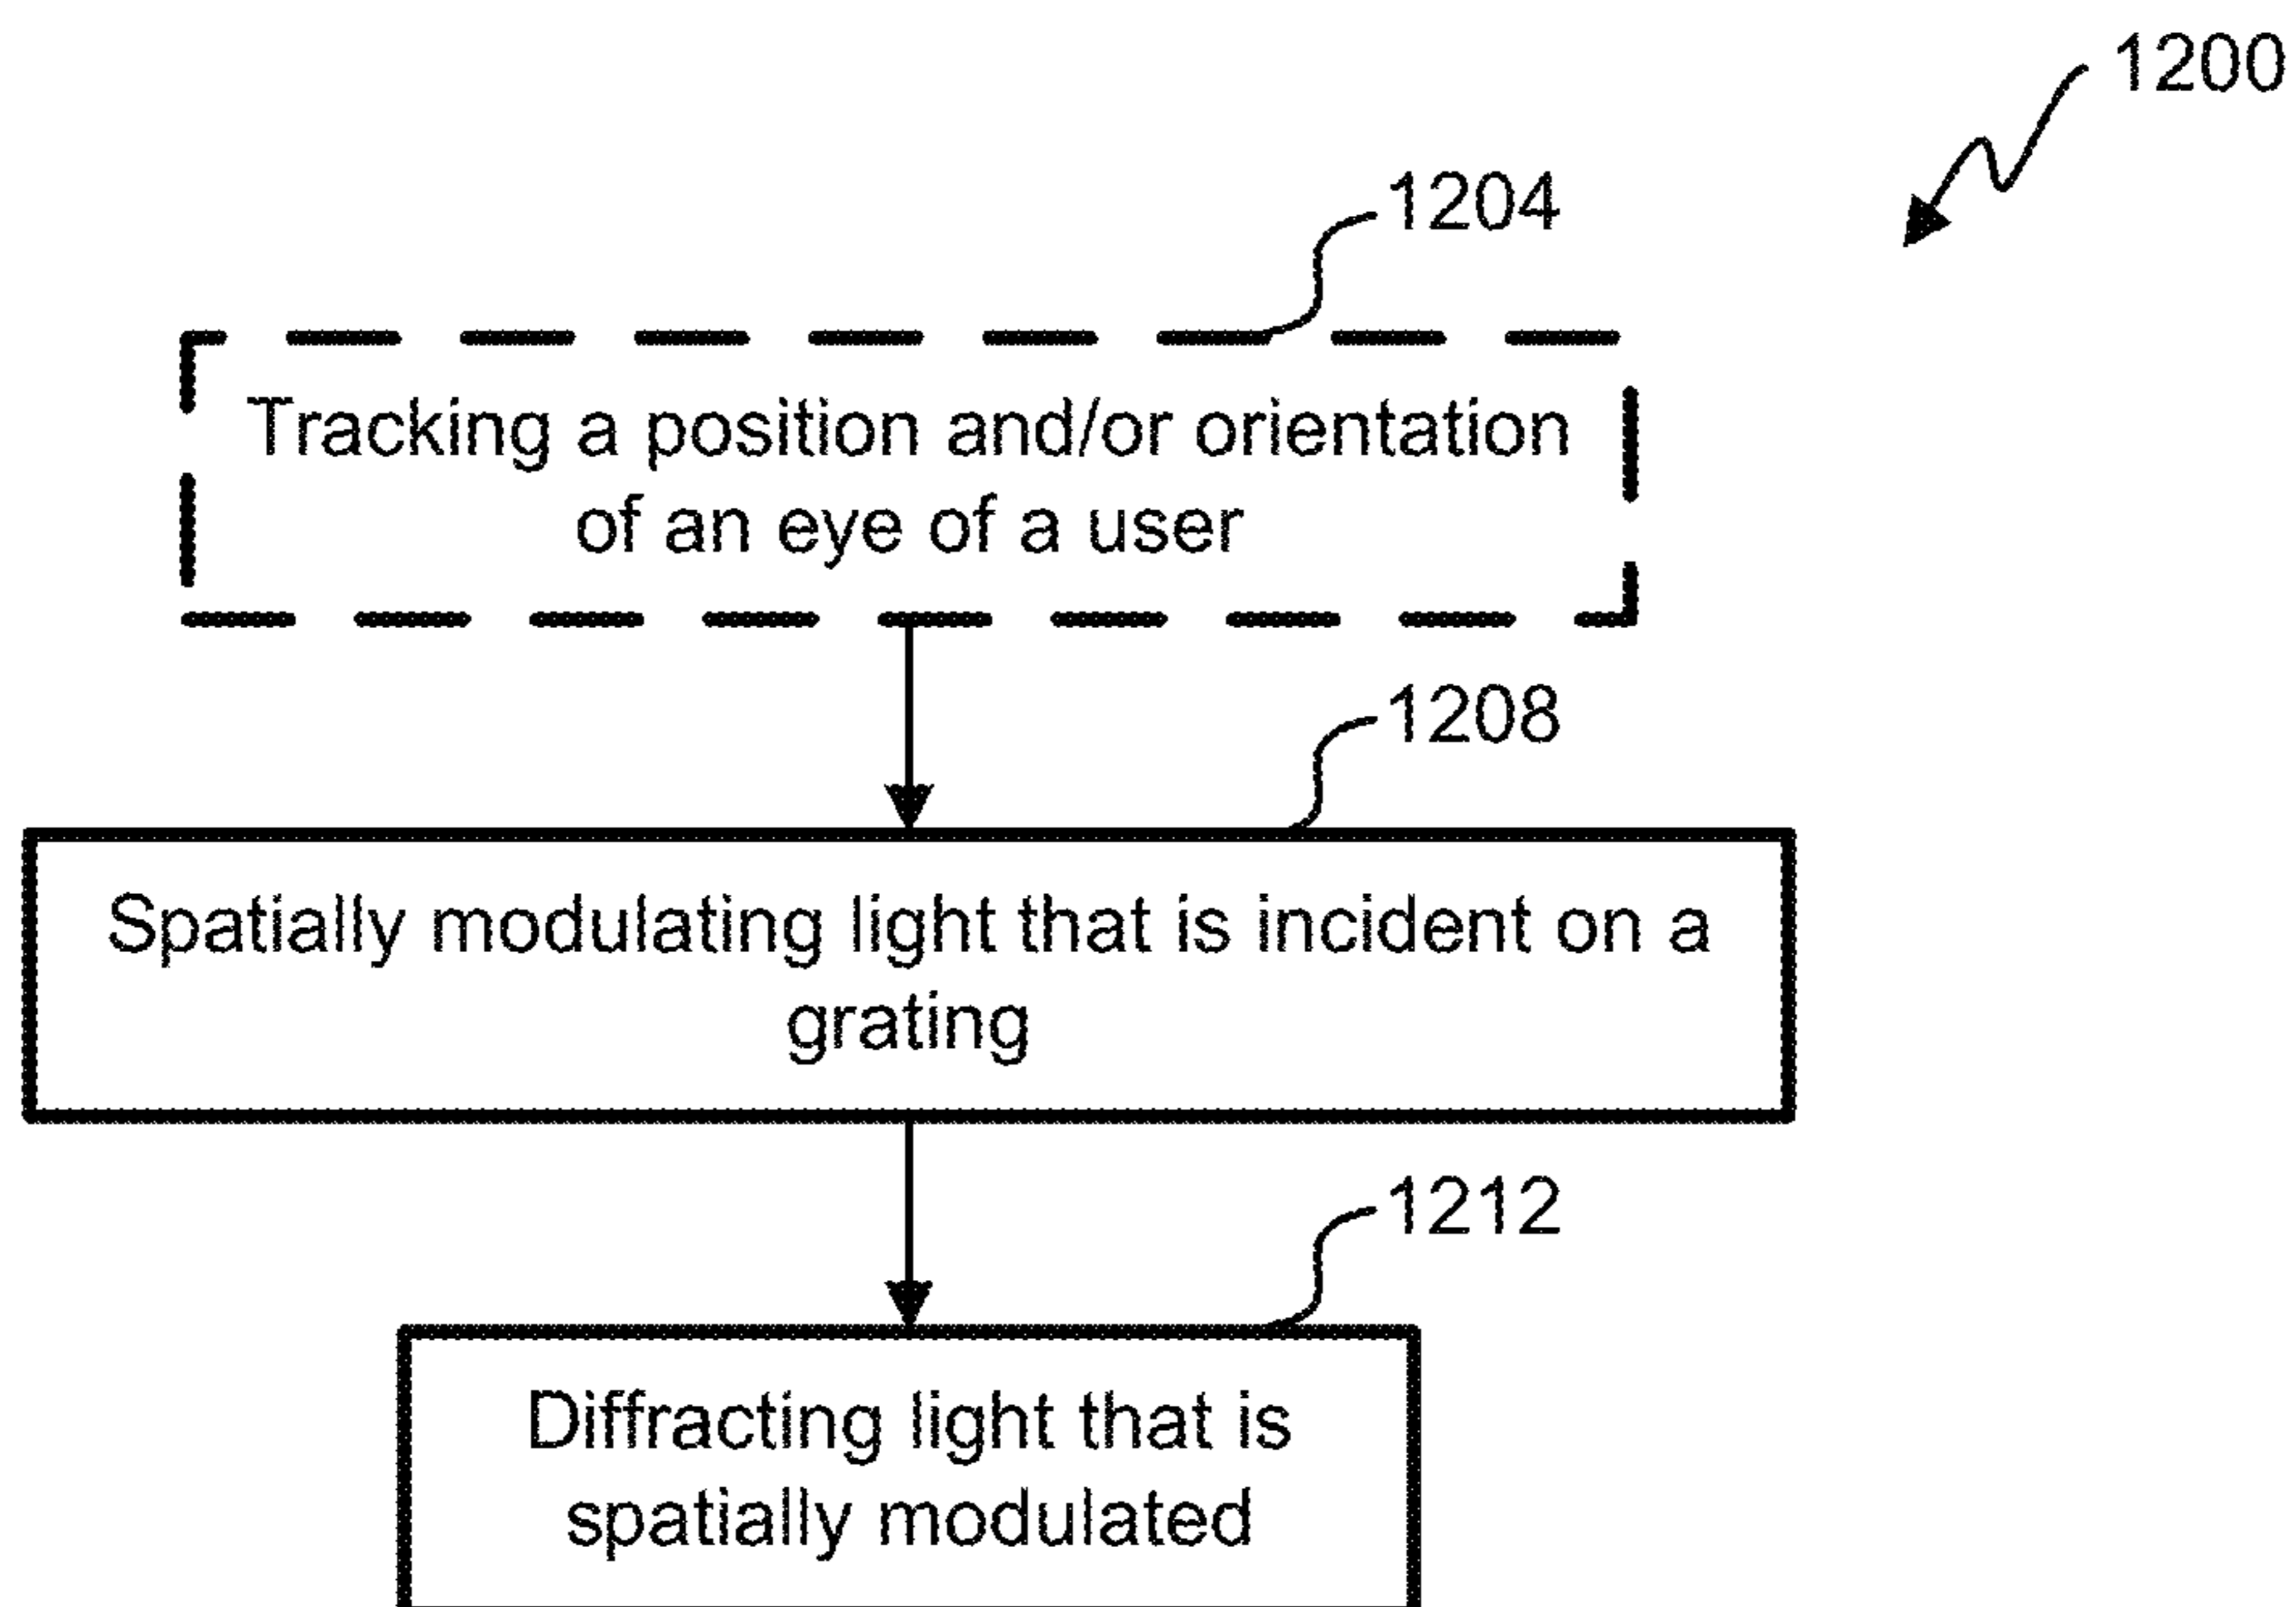 1200
1204
Tracking a position and/or orientation
of an eye of a user
1208
Spatially modulating light that is incident on a
grating
1212
Diffracting light that is
spatially modulated